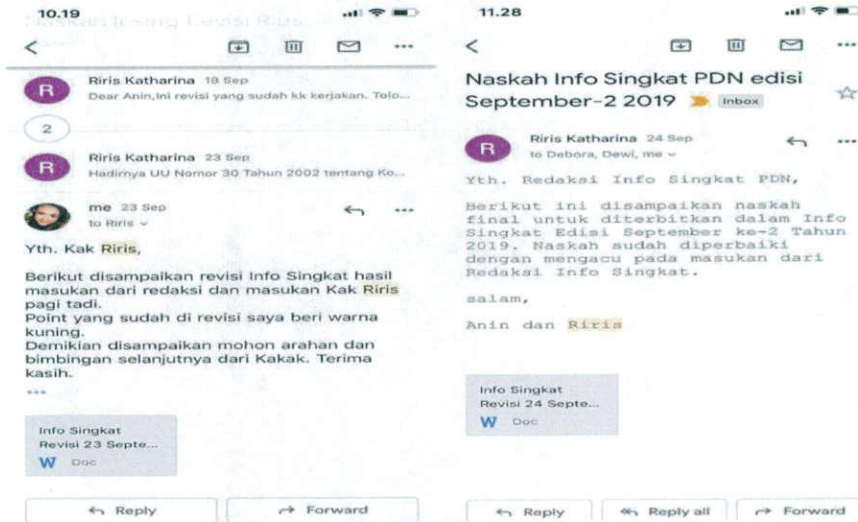 10.19
Riris Katharina 18 Sep
Dear Anin,Ini revisi yang sudah kk kerjakan. Tolo...
2
R
Riris Katharina 23 Sep
Hadirnya UU Nomor 30 Tahun 2002 tentang Ko...
R
me 23 Sep
to Riris
Yth. Kak Riris,
Berikut disampaikan revisi Info Singkat hasil
masukan dari redaksi dan masukan Kak Riris
pagi tadi.
Point yang sudah di revisi saya beri warna
kuning.
Demikian disampaikan mohon arahan dan
bimbingan selanjutnya dari Kakak. Terima
kasih.
Info Singkat
Revisi 23 Septe...
W Doc
Reply
Forward
11.28
Naskah Info Singkat PDN edisi
September-2 2019 Inbox
R
Riris Katharina 24 Sep
to Debora, Dewi, me
Yth. Redaksi Info Singkat PDN,
Berikut ini disampaikan naskah
final untuk diterbitkan dalam Info
Singkat Edisi September ke-2 Tahun
2019. Naskah sudah diperbaiki
dengan mengacu pada masukan dari
Redaksi Info Singkat.
salam,
Anin dan Riris
Info Singkat
Revisi 24 Septe...
W Doc
Reply
Reply all
Forward